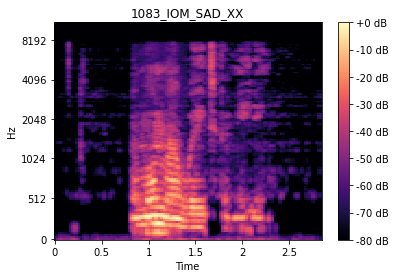 1083_IOM_SAD_XX
+0 dB
8192
-10 dB
4096
-20 dB
-30 dB
2048
-40 dB
Hz
1024
-50 dB
512
-60 dB
-70 dB
0
-80 dB
0 0.5 1 1.5 2 2.5
Time